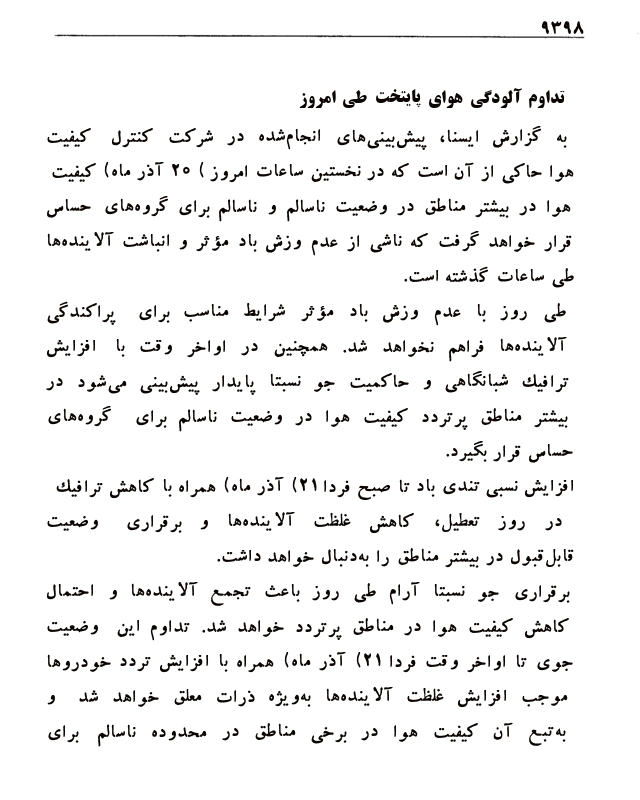 ۹۳۹۸
تداوم آلودگی هوای پایتخت طی امروز
به گزارش ایسنا، پیش‌بینی‌های انجام‌شده در شرکت کنترل کیفیت
هوا حاکی از آن است که در نخستین ساعات امروز ) ۲۰ آذر ماه) کیفیت
هوا در بیشتر مناطق در وضعیت ناسالم و ناسالم برای گروه‌های حساس
قرار خواهد گرفت که ناشی از عدم وزش باد مؤثر و انباشت آلاینده‌ها
طی ساعات گذشته است.
طی روز با عدم وزش باد مؤثر شرایط مناسب برای پراکندگی
آلاینده‌ها فراهم نخواهد شد. همچنین در اواخر وقت با افزایش
ترافیك شبانگاهی و حاکمیت جو نسبتا پایدار پیش‌بینی می‌شود در
بیشتر مناطق پرتردد کیفیت هوا در وضعیت ناسالم برای گروه‌های
حساس قرار بگیرد.
افزایش نسبی تندی باد تا صبح فردا ۲۱) آذر ماه) همراه با کاهش ترافیك
در روز تعطیل، کاهش غلظت آلاینده‌ها و برقراری وضعیت
قابل‌قبول در بیشتر مناطق را به‌دنبال خواهد داشت.
برقراری جو نسبتا آرام طی روز باعث تجمع آلاینده‌ها و احتمال
کاهش کیفیت هوا در مناطق پرتردد خواهد شد. تداوم این وضعیت
جوی تا اواخر وقت فردا ۲۱) آذر ماه) همراه با افزایش تردد خودروها
موجب افزایش غلظت آلاینده‌ها به‌ویژه ذرات معلق خواهد شد و
به‌تبع آن کیفیت هوا در برخی مناطق در محدوده ناسالم برای